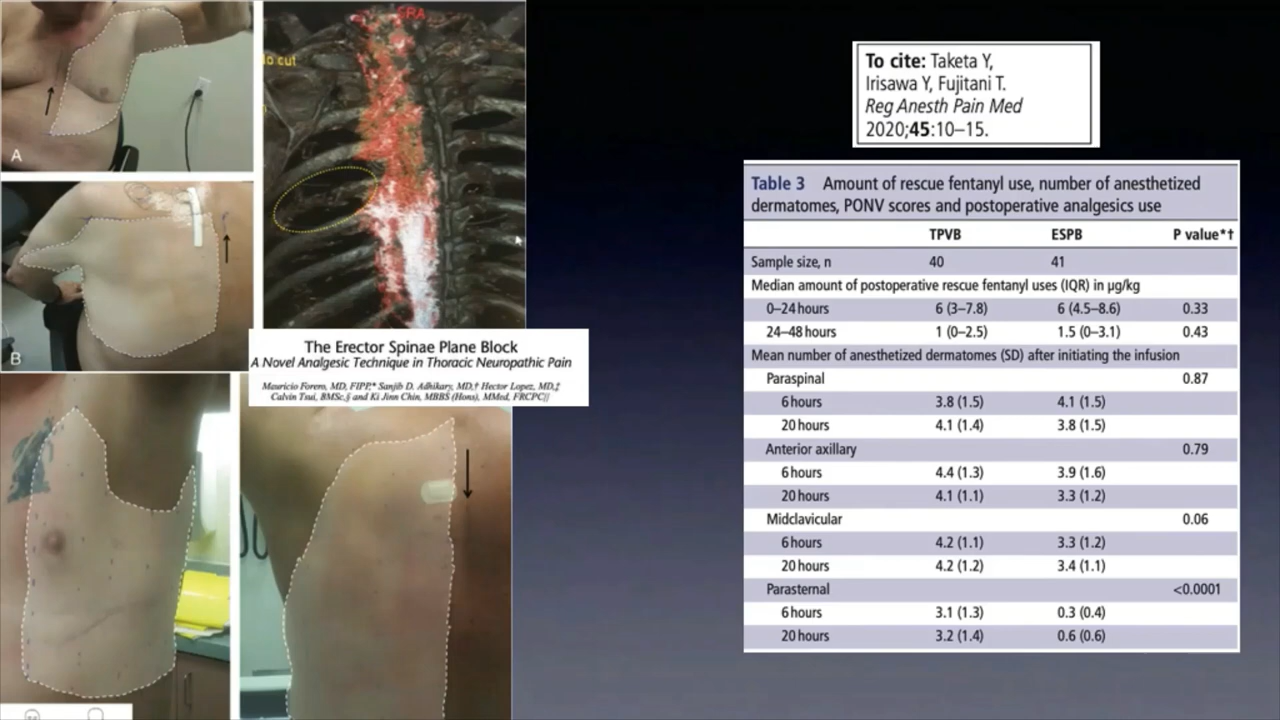 A
B
RA
lo cut
The Erector Spinae Plane Block
A Novel Analgesic Technique in Thoracic Neuropathic Pain
Mauricio Forero, MD, FIPP,* Sanjib D. Adhikary, MD,† Hector Lopez, MD,‡
Calvin Tsui, BMSc,§ and Ki Jinn Chin, MBBS (Hons), MMed, FRCPC||
To cite: Taketa Y,
Irisawa Y, Fujitani T.
Reg Anesth Pain Med
2020;45:10–15.
Table 3 Amount of rescue fentanyl use, number of anesthetized
dermatomes, PONV scores and postoperative analgesics use
TPVB ESPB P value*†
Sample size, n 40 41
Median amount of postoperative rescue fentanyl uses (IQR) in µg/kg
0–24 hours 6 (3–7.8) 6 (4.5–8.6) 0.33
24–48 hours 1 (0–2.5) 1.5 (0–3.1) 0.43
Mean number of anesthetized dermatomes (SD) after initiating the infusion
Paraspinal 0.87
6 hours 3.8 (1.5) 4.1 (1.5)
20 hours 4.1 (1.4) 3.8 (1.5)
Anterior axillary 0.79
6 hours 4.4 (1.3) 3.9 (1.6)
20 hours 4.1 (1.1) 3.3 (1.2)
Midclavicular 0.06
6 hours 4.2 (1.1) 3.3 (1.2)
20 hours 4.2 (1.2) 3.4 (1.1)
Parasternal <0.0001
6 hours 3.1 (1.3) 0.3 (0.4)
20 hours 3.2 (1.4) 0.6 (0.6)